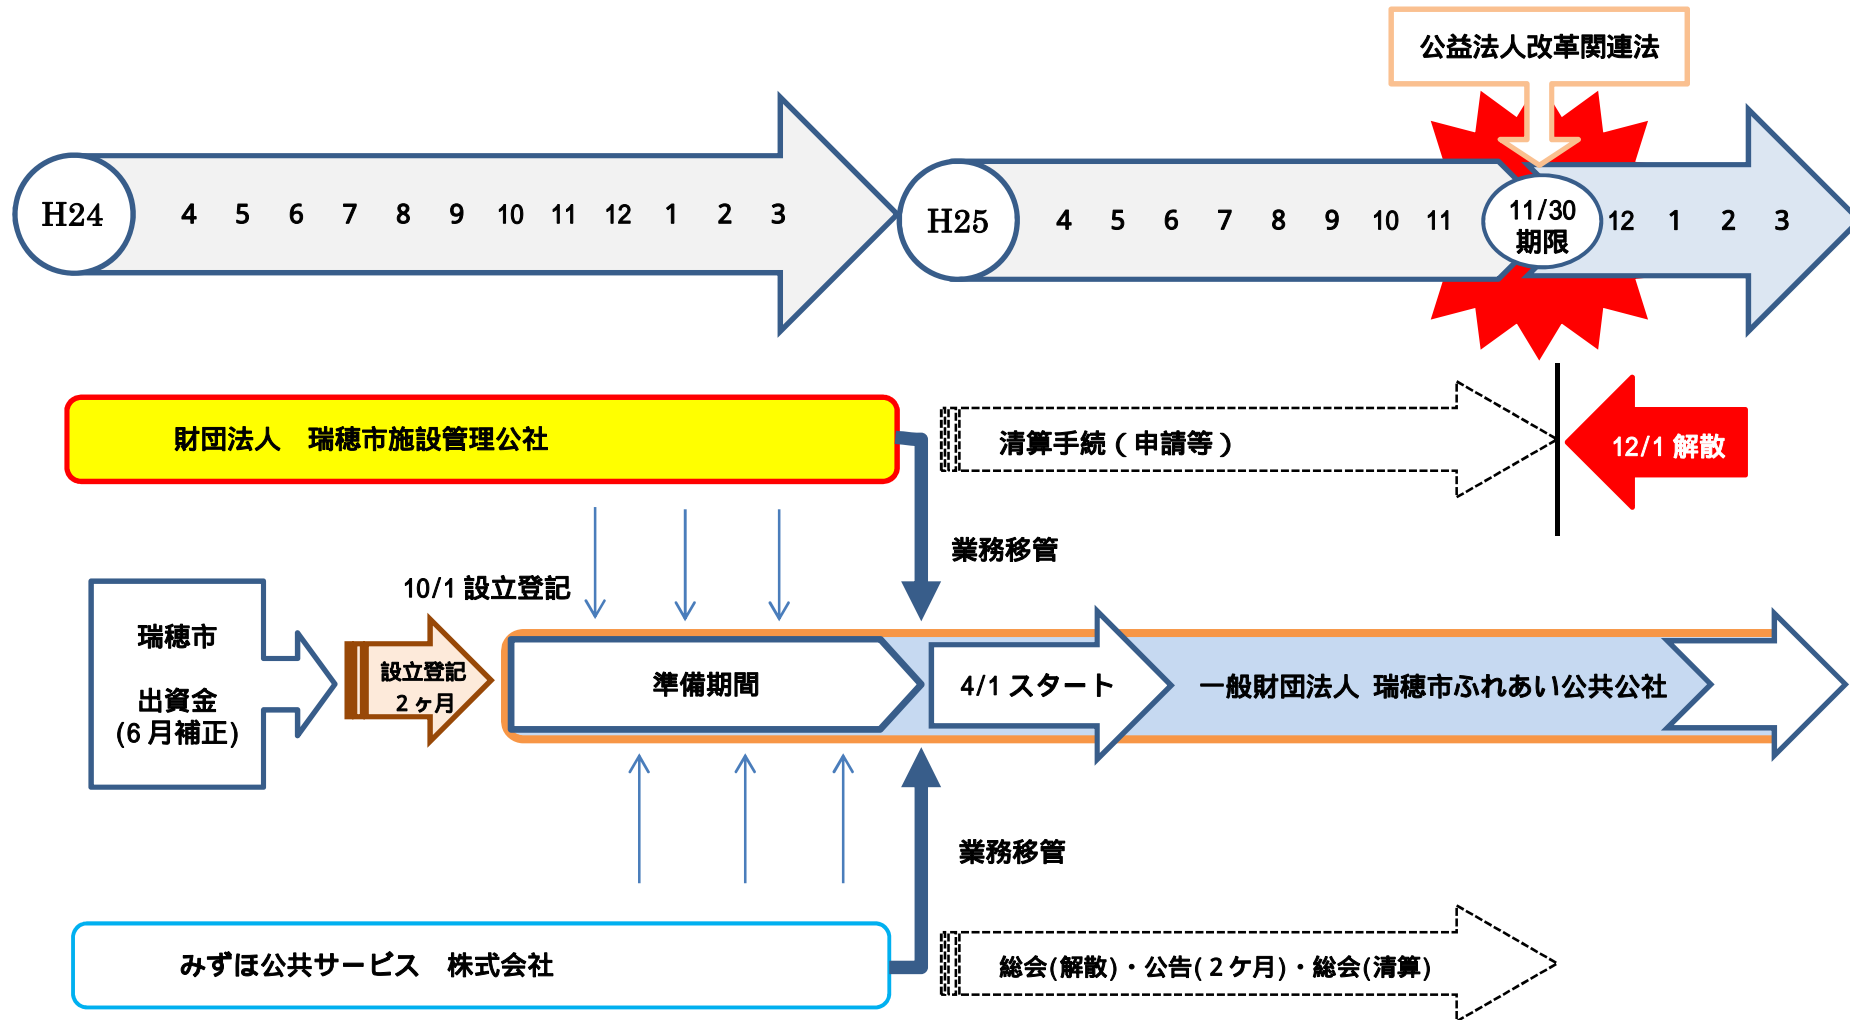 公益法人改革関連法
H24 4 5 6 7 8 9 10 11 12 1 2 3
H25 4 5 6 7 8 9 10 11
11/30
期限
12 1 2 3
財団法人　瑞穂市施設管理公社
清算手続（申請等）
12/1 解散
業務移管
10/1 設立登記
瑞穂市
出資金
(6 月補正)
設立登記
2 ヶ月
準備期間
4/1 スタート
一般財団法人 瑞穂市ふれあい公共公社
業務移管
みずほ公共サービス　株式会社
総会(解散)・公告(２ケ月)・総会(清算)